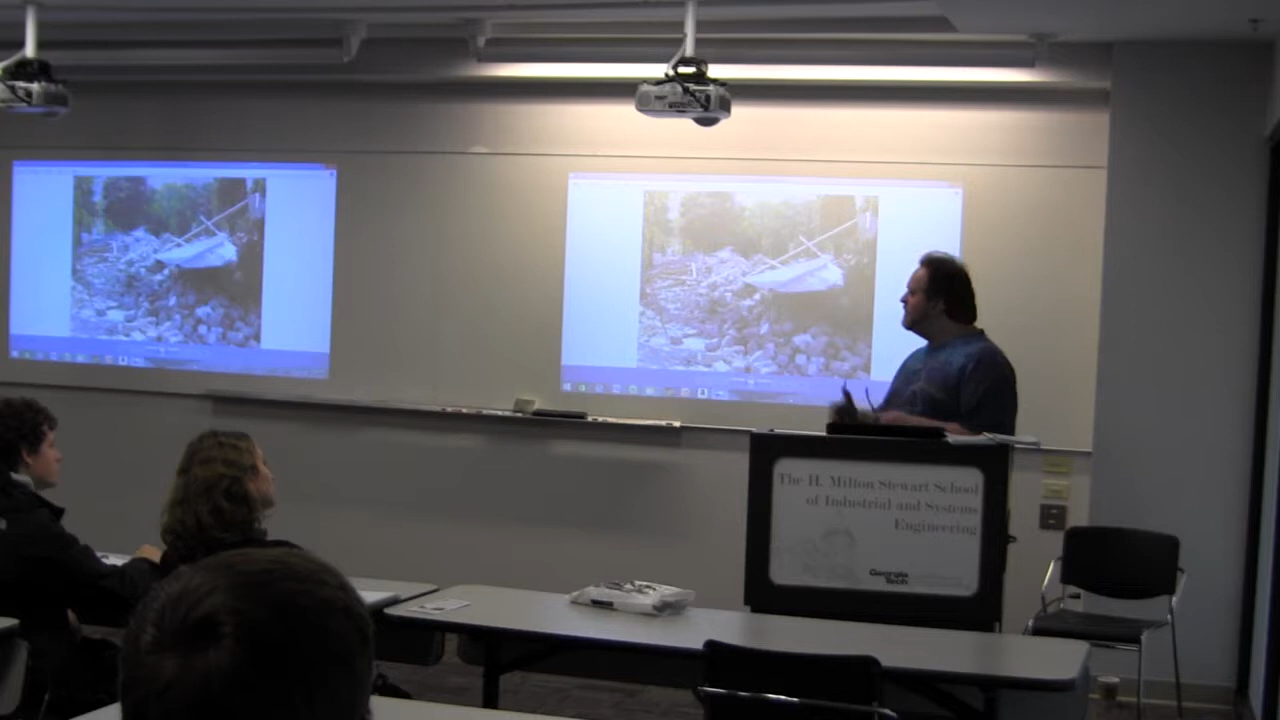 The H. Milton Stewart School
of Industrial and Systems
Engineering
Georgia
Tech